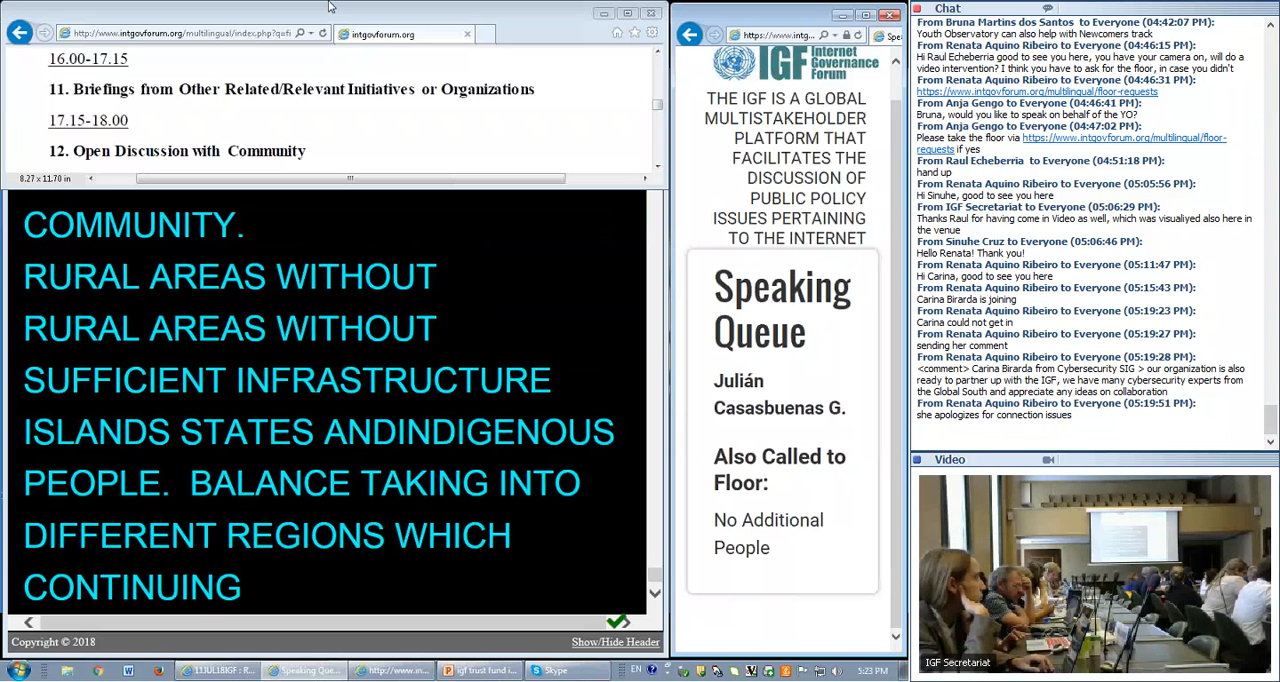 http://www.intgovforum.org/multilingual/index.php?q=fi
intgovforum.org
16.00-17.15
11. Briefings from Other Related/Relevant Initiatives or Organizations
17.15-18.00
12. Open Discussion with Community
8.27 x 11.70 in
COMMUNITY.
RURAL AREAS WITHOUT
RURAL AREAS WITHOUT
SUFFICIENT INFRASTRUCTURE
ISLANDS STATES ANDINDIGENOUS
PEOPLE. BALANCE TAKING INTO
DIFFERENT REGIONS WHICH
CONTINUING
Copyright © 2018
Show/Hide Header
https://www.intg...
Spe
IGF Internet
Governance
Forum
THE IGF IS A GLOBAL
MULTISTAKEHOLDER
PLATFORM THAT
FACILITATES THE
DISCUSSION OF
PUBLIC POLICY
ISSUES PERTAINING
TO THE INTERNET
Speaking
Queue
Julián
Casasbuenas G.
Also Called to
Floor:
No Additional
People
Chat
From Bruna Martins dos Santos to Everyone (04:42:07 PM):
Youth Observatory can also help with Newcomers track
From Renata Aquino Ribeiro to Everyone (04:46:15 PM):
Hi Raul Echeberria good to see you here, you have your camera on, will do a
video intervention? I think you have to ask for the floor, in case you didn't
From Renata Aquino Ribeiro to Everyone (04:46:31 PM):
https://www.intgovforum.org/multilingual/floor-requests
From Anja Gengo to Everyone (04:46:41 PM):
Bruna, would you like to speak on behalf of the YO?
From Anja Gengo to Everyone (04:47:02 PM):
Please take the floor via https://www.intgovforum.org/multilingual/floor-
requests if yes
From Raul Echeberria to Everyone (04:51:18 PM):
hand up
From Renata Aquino Ribeiro to Everyone (05:05:56 PM):
Hi Sinuhe, good to see you here
From IGF Secretariat to Everyone (05:06:29 PM):
Thanks Raul for having come in Video as well, which was visualiyed also here in
the venue
From Sinuhe Cruz to Everyone (05:06:46 PM):
Hello Renata! Thank you!
From Renata Aquino Ribeiro to Everyone (05:11:47 PM):
Hi Carina, good to see you here
From Renata Aquino Ribeiro to Everyone (05:15:43 PM):
Carina Birarda is joining
From Renata Aquino Ribeiro to Everyone (05:19:23 PM):
Carina could not get in
From Renata Aquino Ribeiro to Everyone (05:19:27 PM):
sending her comment
From Renata Aquino Ribeiro to Everyone (05:19:28 PM):
<comment> Carina Birarda from Cybersecurity SIG > our organization is also
ready to partner up with the IGF, we have many cybersecurity experts from
the Global South and appreciate any ideas on collaboration
From Renata Aquino Ribeiro to Everyone (05:19:51 PM):
she apologizes for connection issues
Video
IGF Secretariat
11JUL18IGF : R...
Speaking Que...
http://www.in...
igf trust fund i...
Skype
EN
5:23 PM